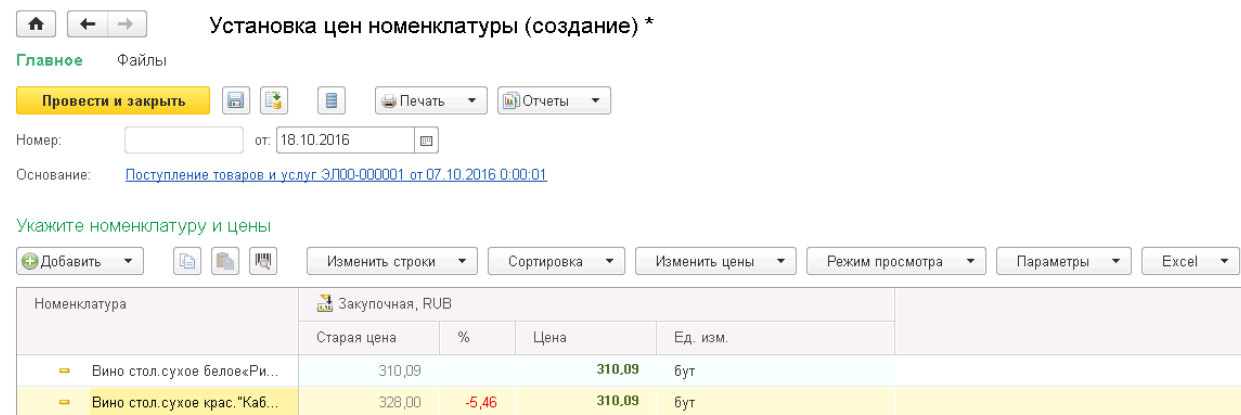 Установка цен номенклатуры (создание) *
Главное Файлы
Провести и закрыть Печать Отчеты
Номер: от: 18.10.2016
Основание: Поступление товаров и услуг ЭЛ00-000001 от 07.10.2016 0:00:01
Укажите номенклатуру и цены
Добавить Изменить строки Сортировка Изменить цены Режим просмотра Параметры Excel
Номенклатура Закупочная, RUB
Старая цена % Цена Ед. изм.
Вино стол.сухое белое«Ри... 310,09 310,09 бут
Вино стол.сухое крас."Каб... 328,00 -5,46 310,09 бут